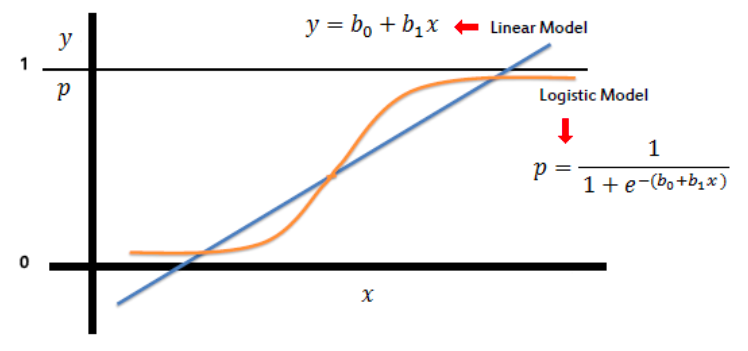 y = b₀ + b₁x
Linear Model
y
1
p
Logistic Model
p = 1 / (1 + e^−(b₀+b₁x))
0
x